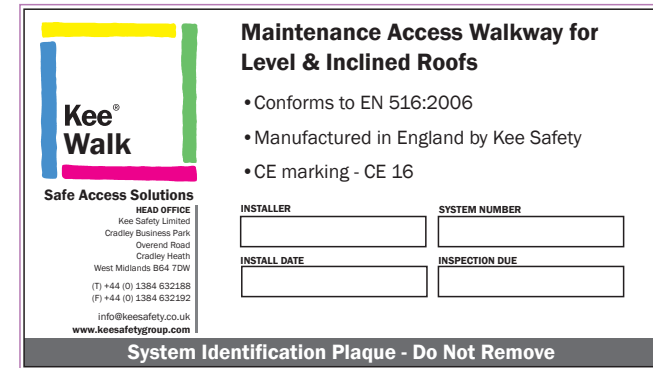 Kee®
Walk
Safe Access Solutions
HEAD OFFICE
Kee Safety Limited
Cradley Business Park
Overend Road
Cradley Heath
West Midlands B64 7DW
(T) +44 (0) 1384 632188
(F) +44 (0) 1384 632192
info@keesafety.co.uk
www.keesafetygroup.com
Maintenance Access Walkway for
Level & Inclined Roofs
•Conforms to EN 516:2006
•Manufactured in England by Kee Safety
•CE marking - CE 16
INSTALLER
SYSTEM NUMBER
INSTALL DATE
INSPECTION DUE
System Identification Plaque - Do Not Remove